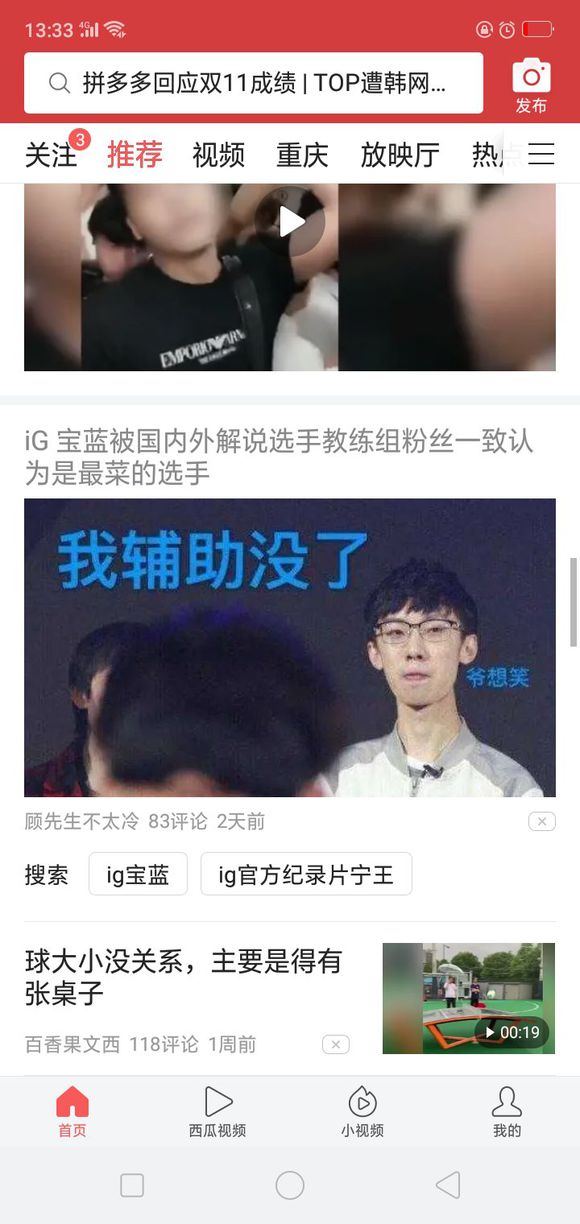 13:33 4G
拼多多回应双11成绩 | TOP遭韩网...
发布
关注 3 推荐 视频 重庆 放映厅 热点
EMPORIO ARMA
iG 宝蓝被国内外解说选手教练组粉丝一致认
为是最菜的选手
我辅助没了
爷想笑
顾先生不太冷 83评论 2天前
搜索 ig宝蓝 ig官方纪录片宁王
球大小没关系，主要是得有
张桌子
00:19
百香果文西 118评论 1周前
首页 西瓜视频 小视频 我的